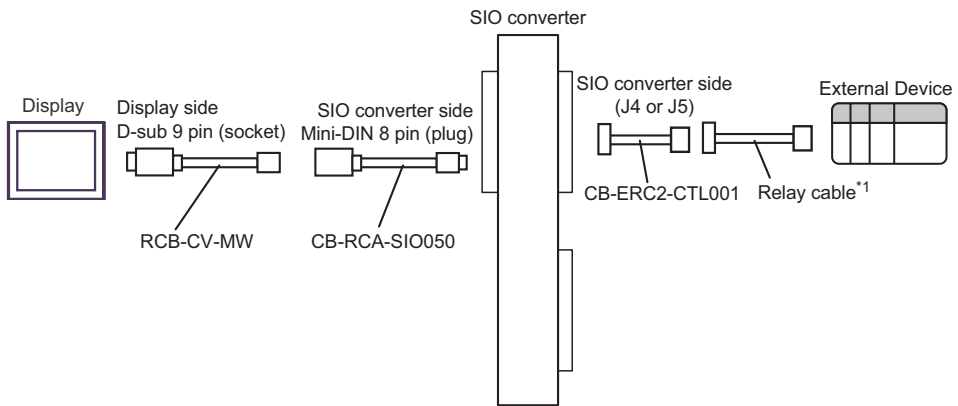 SIO converter
Display
Display side
D-sub 9 pin (socket)
SIO converter side
Mini-DIN 8 pin (plug)
SIO converter side
(J4 or J5)
External Device
RCB-CV-MW
CB-RCA-SIO050
CB-ERC2-CTL001
Relay cable*1